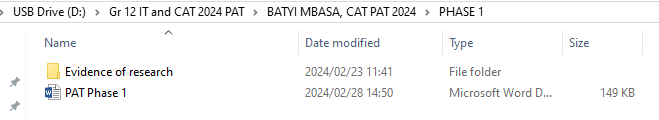 USB Drive (D:) > Gr 12 IT and CAT 2024 PAT > BATYI MBASA, CAT PAT 2024 > PHASE 1
Name Date modified Type Size
Evidence of research 2024/02/23 11:41 File folder
PAT Phase 1 2024/02/28 14:50 Microsoft Word D... 149 KB